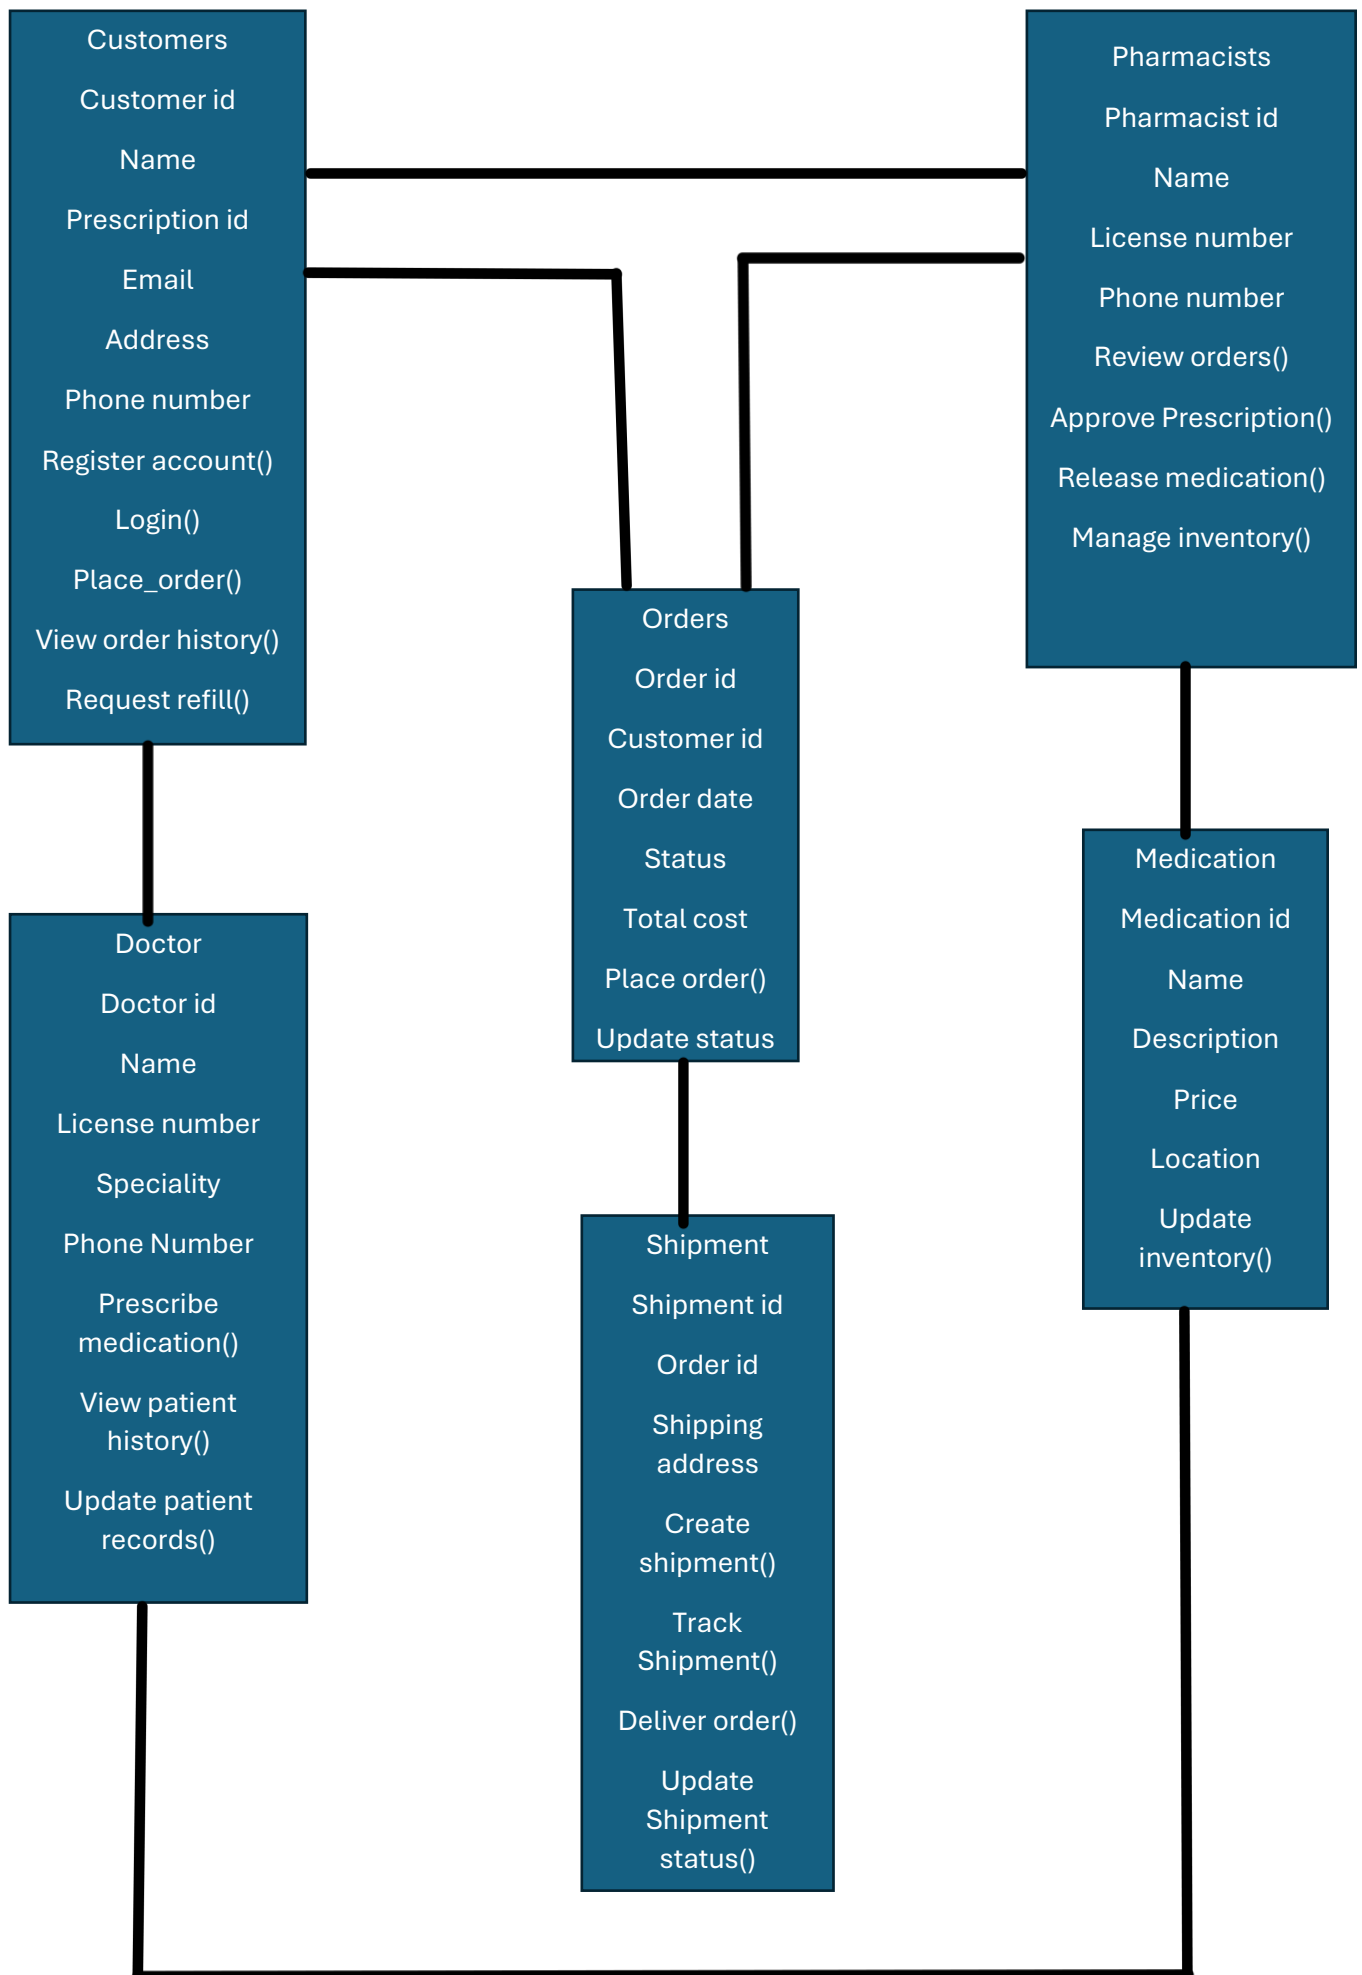 Customers
Customer id
Name
Prescription id
Email
Address
Phone number
Register account()
Login()
Place_order()
View order history()
Request refill()
Pharmacists
Pharmacist id
Name
License number
Phone number
Review orders()
Approve Prescription()
Release medication()
Manage inventory()
Orders
Order id
Customer id
Order date
Status
Total cost
Place order()
Update status
Medication
Medication id
Name
Description
Price
Location
Update
inventory()
Doctor
Doctor id
Name
License number
Speciality
Phone Number
Prescribe
medication()
View patient
history()
Update patient
records()
Shipment
Shipment id
Order id
Shipping
address
Create
shipment()
Track
Shipment()
Deliver order()
Update
Shipment
status()